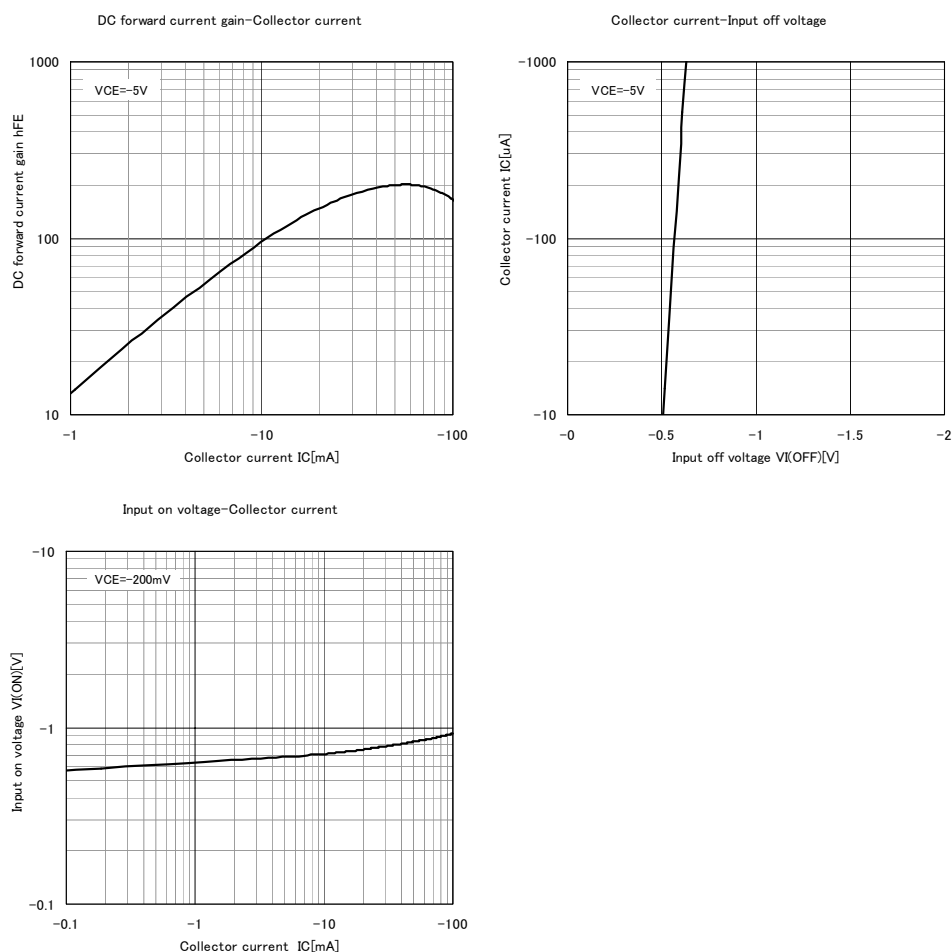 DC forward current gain-Collector current
1000
VCE=-5V
DC forward current gain hFE
100
10
-1
-10
-100
Collector current IC[mA]
Collector current-Input off voltage
-1000
VCE=-5V
Collector current IC[uA]
-100
-10
-0
-0.5
-1
-1.5
-2
Input off voltage VI(OFF)[V]
Input on voltage-Collector current
-10
VCE=-200mV
Input on voltage VI(ON)[V]
-1
-0.1
-0.1
-1
-10
-100
Collector current IC[mA]